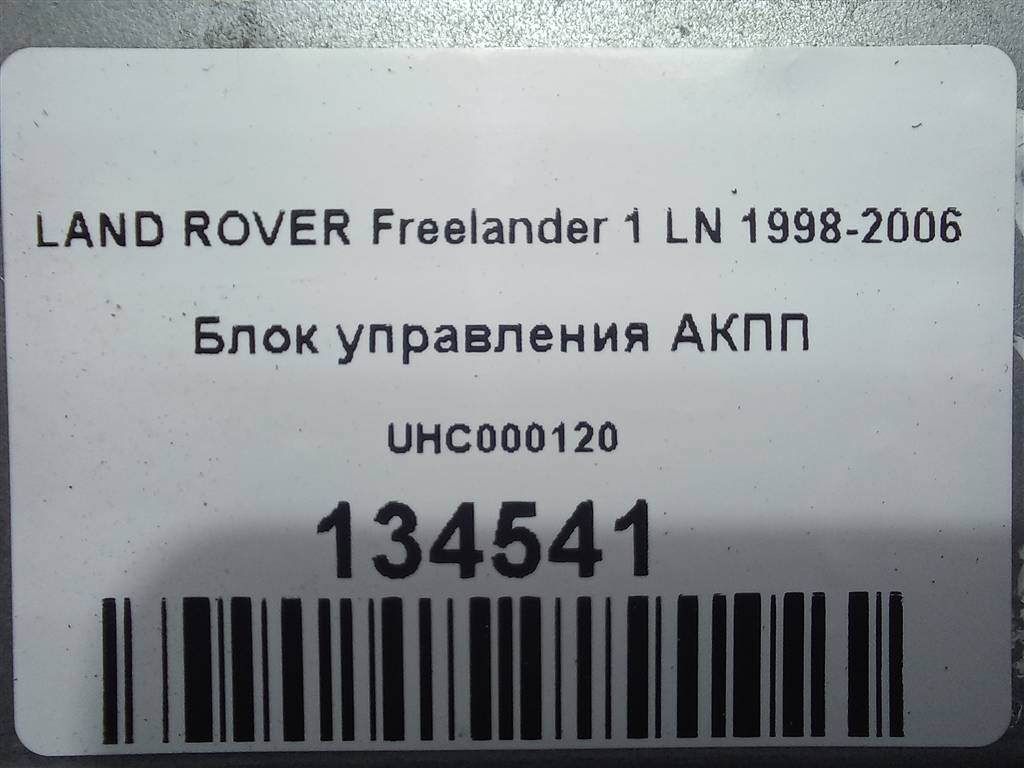 LAND ROVER Freelander 1 LN 1998-2006
Блок управления АКПП
UHC000120
134541